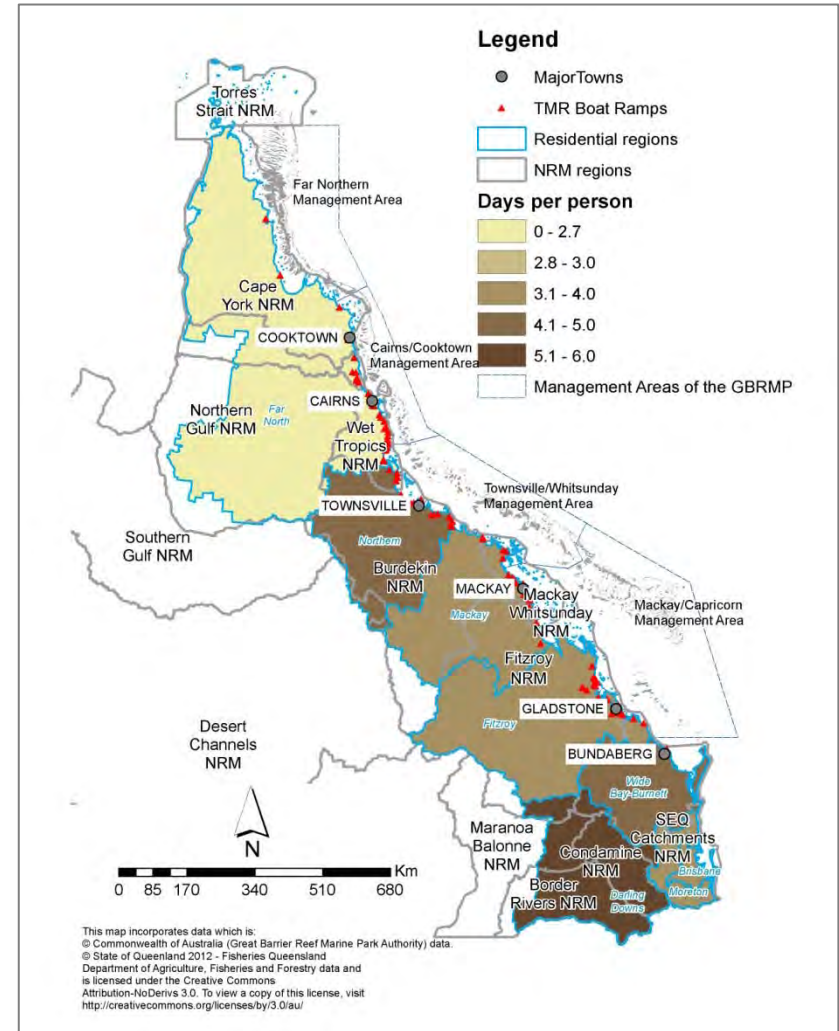 Legend
MajorTowns
TMR Boat Ramps
Residential regions
NRM regions
Days per person
0 - 2.7
2.8 - 3.0
3.1 - 4.0
4.1 - 5.0
5.1 - 6.0
Management Areas of the GBRMP
Torres
Strait NRM
Far Northern
Management Area
Cape
York NRM
COOKTOWN
Cairns/Cooktown
Management Area
CAIRNS
Northern
Gulf NRM
Far
North
Wet
Tropics
NRM
TOWNSVILLE
Townsville/Whitsunday
Management Area
Southern
Gulf NRM
Northern
Burdekin
NRM
MACKAY
Mackay
Whitsunday
NRM
Mackay
Mackay/Capricorn
Management Area
Fitzroy
NRM
GLADSTONE
Fitzroy
Desert
Channels
NRM
BUNDABERG
Wide
Bay-Burnett
SEQ
Catchments
NRM
Maranoa
Balonne
NRM
Condamine
NRM
Brisbane
Moreton
Border
Rivers NRM
Darling
Downs
N
Km
0 85 170 340 510 680
This map incorporates data which is:
© Commonwealth of Australia (Great Barrier Reef Marine Park Authority) data.
© State of Queenland 2012 - Fisheries Queensland
Department of Agriculture, Fisheries and Forestry data and
is licensed under the Creative Commons
Attribution-NoDerivs 3.0. To view a copy of this license, visit
http://creativecommons.org/licenses/by/3.0/au/